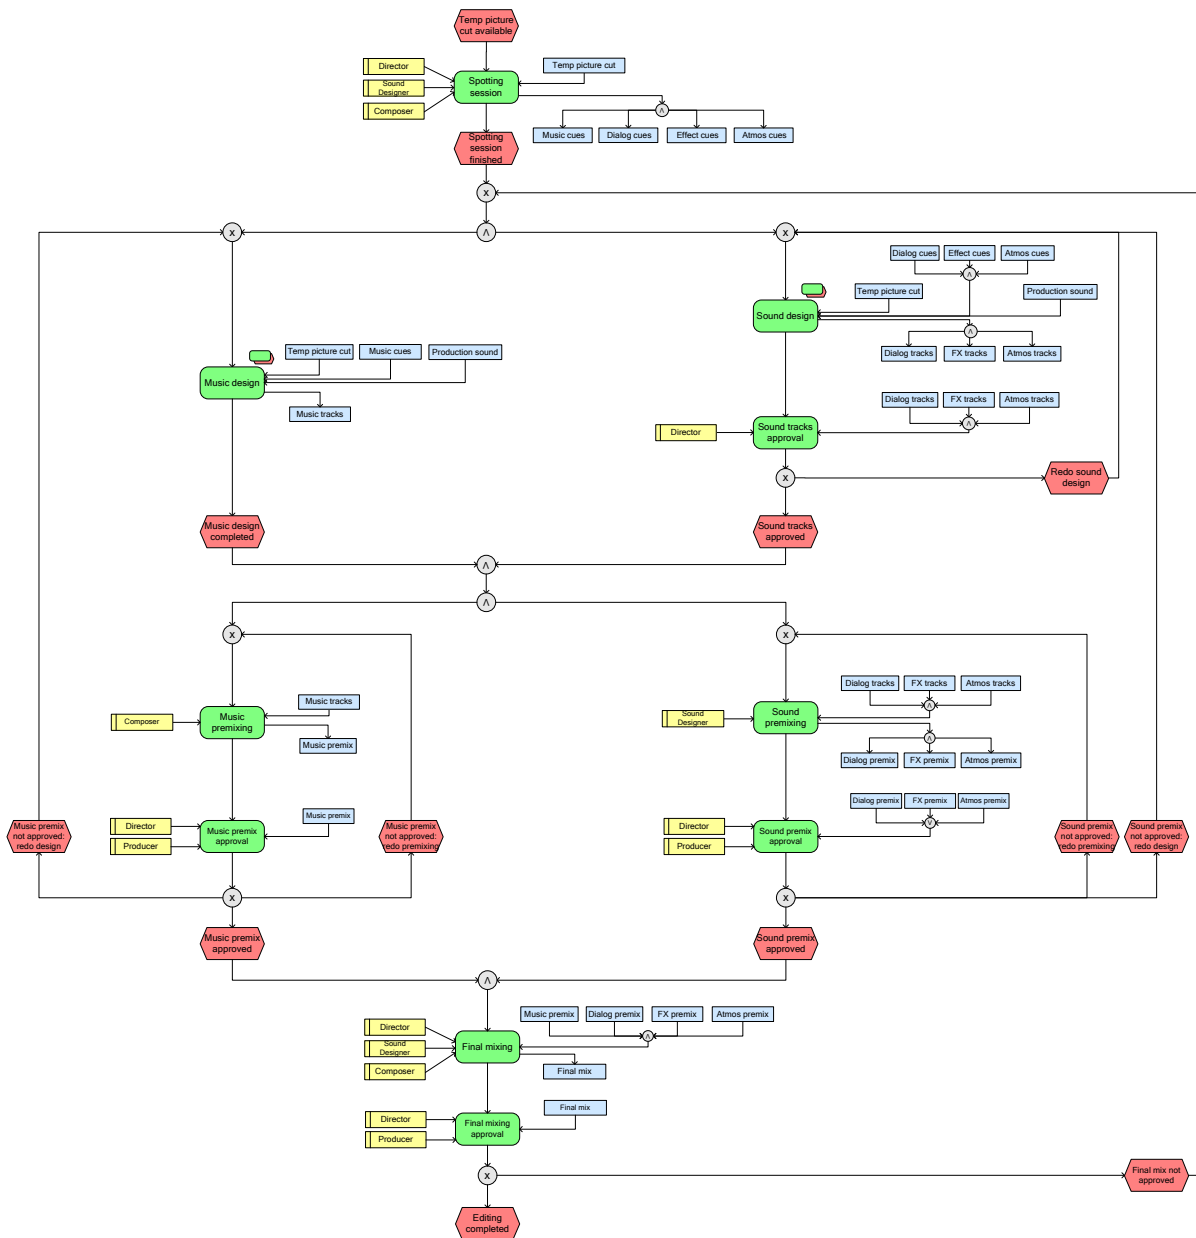 Temp picture
cut available
Director
Sound
Designer
Composer
Spotting
session
Temp picture cut
Λ
Music cues
Dialog cues
Effect cues
Atmos cues
Spotting
session
finished
x
x
Λ
x
Dialog cues
Effect cues
Atmos cues
Λ
Temp picture cut
Production sound
Sound design
Λ
Dialog tracks
FX tracks
Atmos tracks
Temp picture cut
Music cues
Production sound
Music design
Music tracks
Dialog tracks
FX tracks
Atmos tracks
Λ
Director
Sound tracks
approval
x
Redo sound
design
Music design
completed
Sound tracks
approved
Λ
Λ
x
x
Music tracks
Composer
Music
premixing
Music premix
Dialog tracks
FX tracks
Atmos tracks
Λ
Sound
Designer
Sound
premixing
Λ
Dialog premix
FX premix
Atmos premix
Music premix
not approved:
redo design
Director
Producer
Music premix
approval
Music premix
Music premix
not approved:
redo premixing
Director
Producer
Sound premix
approval
Dialog premix
FX premix
Atmos premix
V
Sound premix
not approved:
redo premixing
Sound premix
not approved:
redo design
x
x
Music premix
approved
Sound premix
approved
Λ
Director
Sound
Designer
Composer
Final mixing
Music premix
Dialog premix
FX premix
Atmos premix
Λ
Final mix
Director
Producer
Final mixing
approval
Final mix
x
Final mix not
approved
Editing
completed